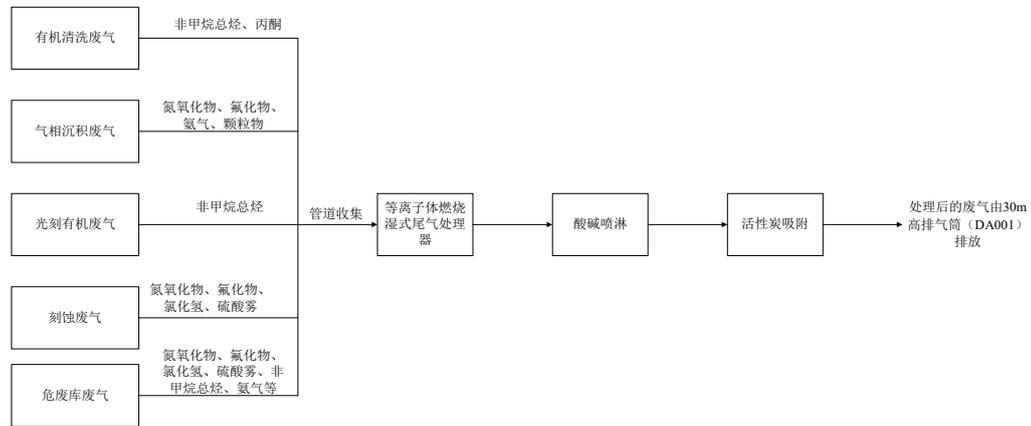 有机清洗废气
非甲烷总烃、丙酮
气相沉积废气
氮氧化物、氟化物、
氨气、颗粒物
光刻有机废气
非甲烷总烃
管道收集
等离子体燃烧
湿式尾气处理
器
酸碱喷淋
活性炭吸附
处理后的废气由30m
高排气筒（DA001）
排放
刻蚀废气
氮氧化物、氟化物、
氯化氢、硫酸雾
危废库废气
氮氧化物、氟化物、
氯化氢、硫酸雾、非
甲烷总烃、氨气等